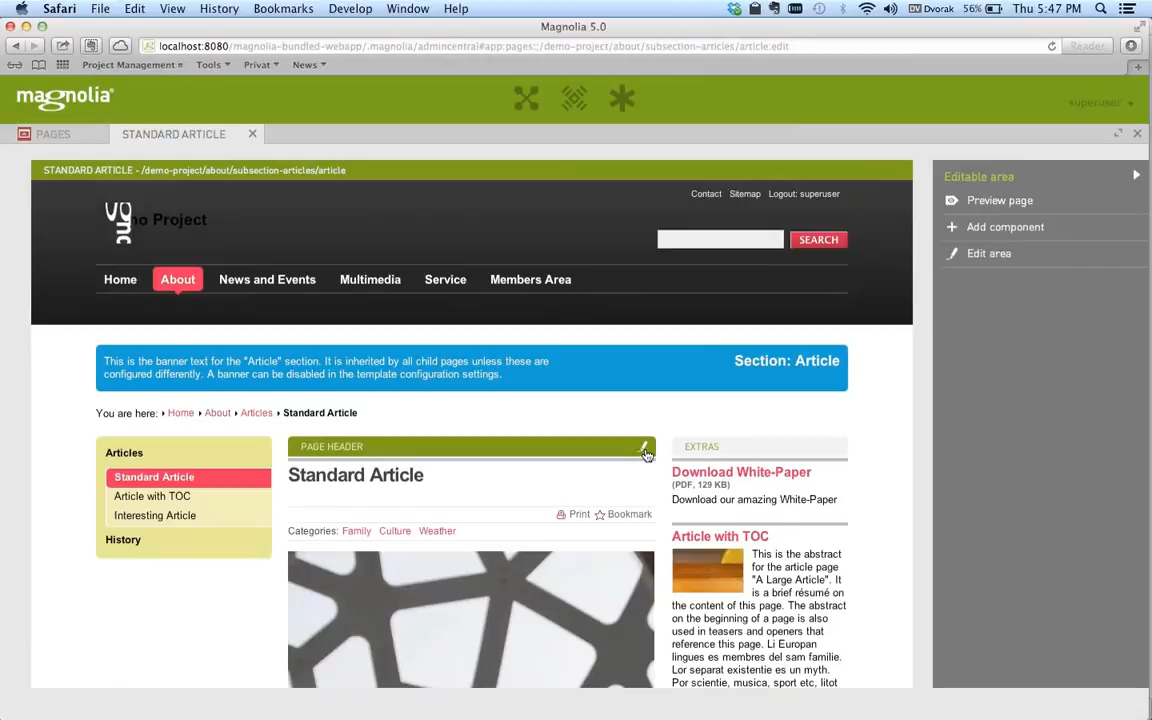 Safari File Edit View History Bookmarks Develop Window Help DV Dvorak 56% Thu 5:47 PM
Magnolia 5.0
localhost:8080/magnolia-bundled-webapp/.magnolia/admincentral#app:pages:;/demo-project/about/subsection-articles/article:edit Reader
Project Management Tools Privat News
magnolia
superuser
PAGES STANDARD ARTICLE
STANDARD ARTICLE - /demo-project/about/subsection-articles/article
Editable area
Preview page
Add component
Edit area
Contact Sitemap Logout: superuser
Project
SEARCH
Home About News and Events Multimedia Service Members Area
This is the banner text for the "Article" section. It is inherited by all child pages unless these are
configured differently. A banner can be disabled in the template configuration settings.
Section: Article
You are here: Home About Articles Standard Article
Articles
Standard Article
Article with TOC
Interesting Article
History
PAGE HEADER
Standard Article
Print Bookmark
Categories: Family Culture Weather
EXTRAS
Download White-Paper
(PDF, 129 KB)
Download our amazing White-Paper
Article with TOC
This is the abstract
for the article page
"A Large Article". It
is a brief résumé on
the content of this page. The abstract
on the beginning of a page is also
used in teasers and openers that
reference this page. Li Europan
lingues es membres del sam familie.
Lor separat existentie es un myth.
Por scientie, musica, sport etc, litot